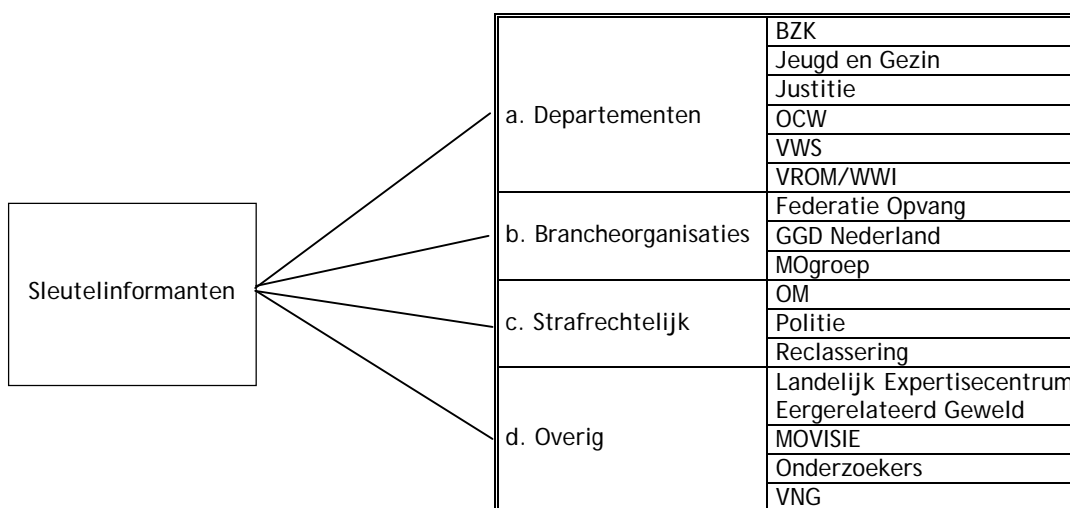 Sleutelinformanten
a. Departementen
BZK
Jeugd en Gezin
Justitie
OCW
VWS
VROM/WWI
b. Brancheorganisaties
Federatie Opvang
GGD Nederland
MOgroep
c. Strafrechtelijk
OM
Politie
Reclassering
d. Overig
Landelijk Expertisecentrum
Eergerelateerd Geweld
MOVISIE
Onderzoekers
VNG